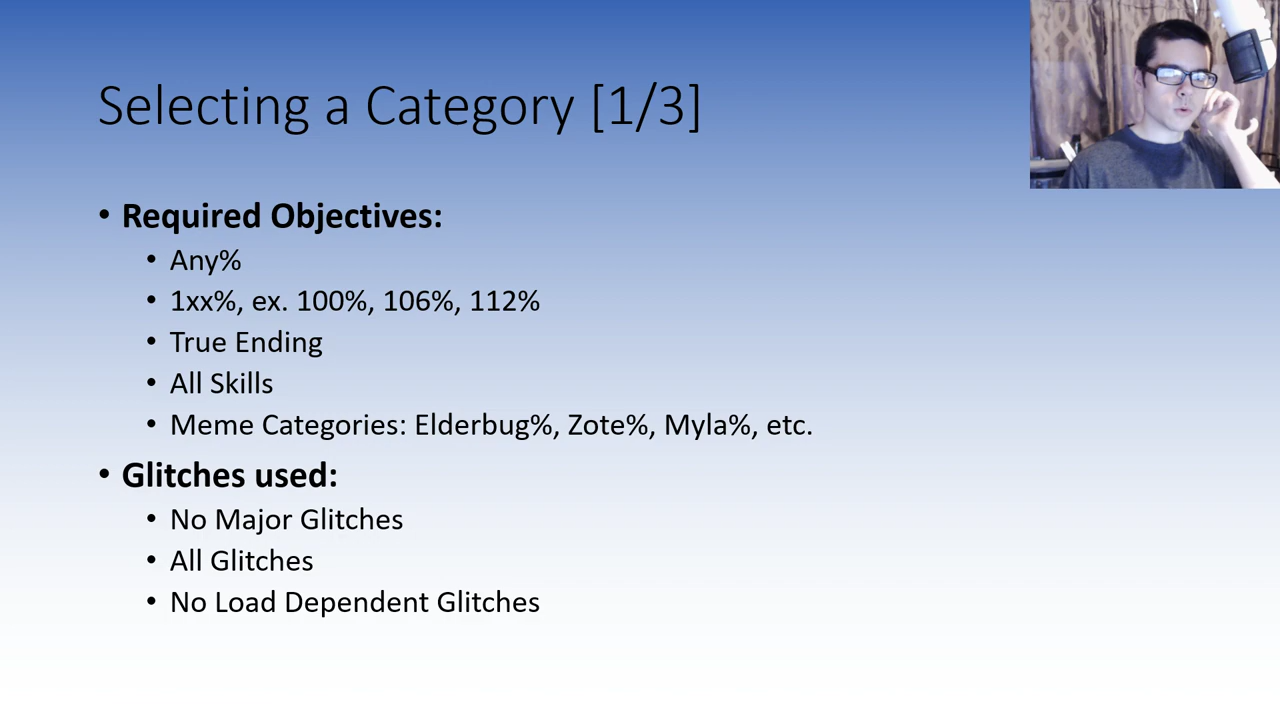 Selecting a Category [1/3]
• Required Objectives:
• Any%
• 1xx%, ex. 100%, 106%, 112%
• True Ending
• All Skills
• Meme Categories: Elderbug%, Zote%, Myla%, etc.
• Glitches used:
• No Major Glitches
• All Glitches
• No Load Dependent Glitches